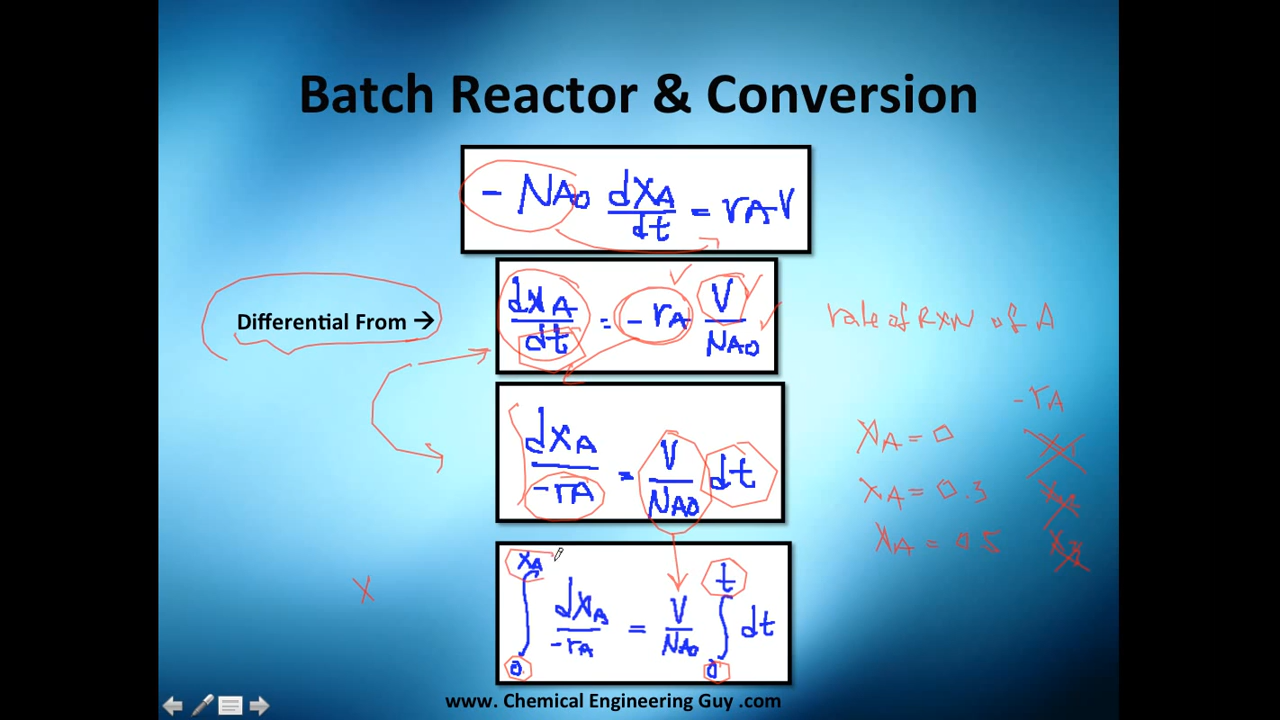 Batch Reactor & Conversion
- NA0 dXA/dt = rAV
Differential From →
dXA/dt = -rA V/NA0
rate of RXN of A
dXA/-rA = V/NA0 dt
-rA
XA = 0
XA = 0.3
XA = 0.5
∫0^XA dXA/-rA = V/NA0 ∫0^t dt
X
www. Chemical Engineering Guy .com